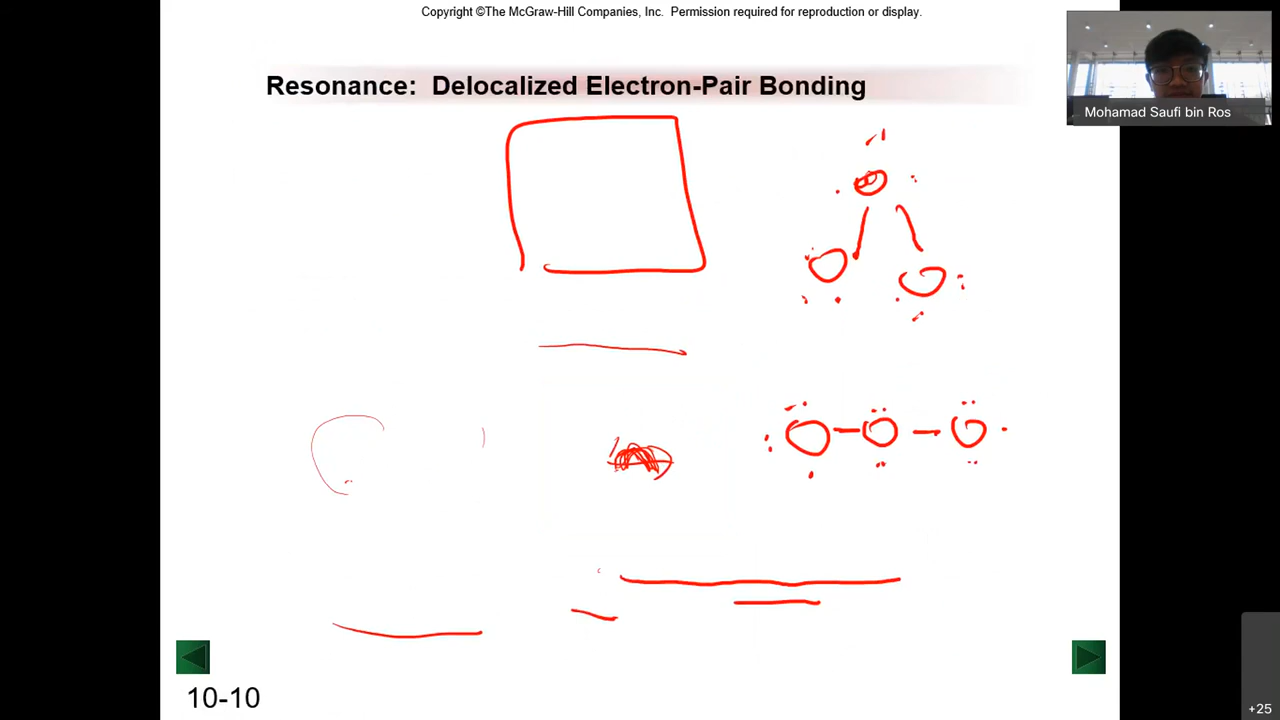 Copyright ©The McGraw-Hill Companies, Inc.  Permission required for reproduction or display.
Resonance:  Delocalized Electron-Pair Bonding
Mohamad Saufi bin Ros
10-10
+25